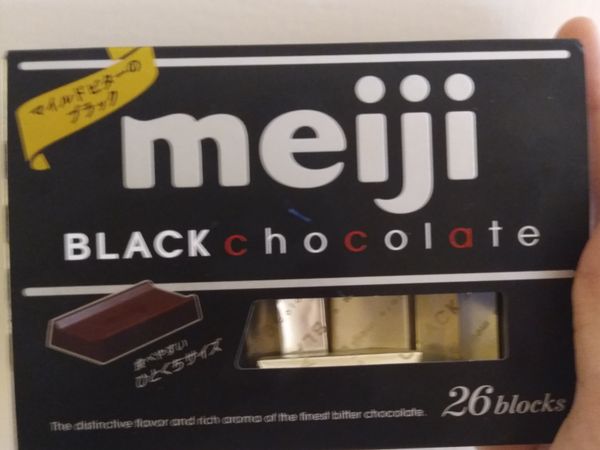 マイルドビターの
ブラック
meiji
BLACK chocolate
食べやすい
ひとくちサイズ
BLACK
26 blocks
The distinctive flavor and rich aroma of the finest bitter chocolate.